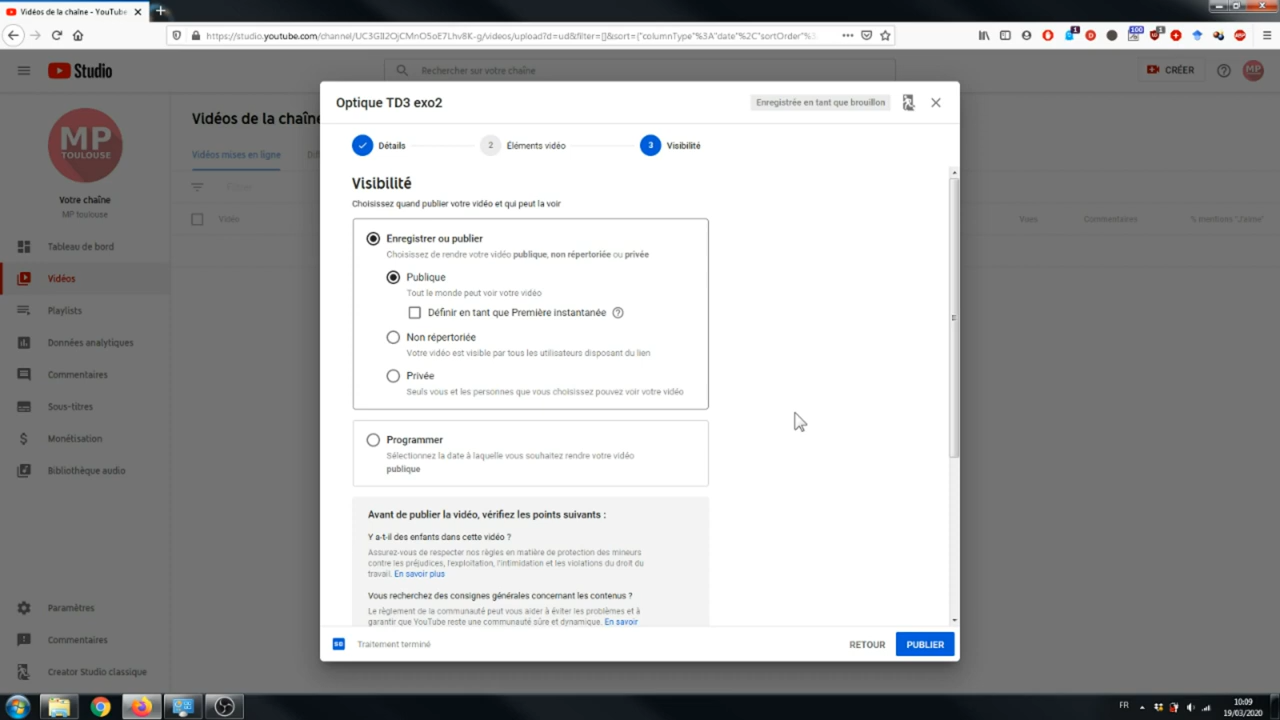 Vidéos de la chaîne - YouTube
https://studio.youtube.com/channel/UC3GII2OjCMnO5oE7Lhv8K-g/videos/upload?d=ud&filter=[]&sort={"columnType"%3A"date"%2C"sortOrder"%
1
100
1
Studio
Rechercher sur votre chaîne
CRÉER
MP
MP
TOULOUSE
Votre chaîne
MP toulouse
Tableau de bord
Vidéos
Playlists
Données analytiques
Commentaires
Sous-titres
Monétisation
Bibliothèque audio
Paramètres
Commentaires
Creator Studio classique
Vidéos de la chaîne
Vidéos mises en ligne
Filtrer
Vidéo
Vues
Commentaires
% mentions "J'aime"
Optique TD3 exo2
Enregistrée en tant que brouillon
Détails
2
Éléments vidéo
3
Visibilité
Visibilité
Choisissez quand publier votre vidéo et qui peut la voir
Enregistrer ou publier
Choisissez de rendre votre vidéo publique, non répertoriée ou privée
Publique
Tout le monde peut voir votre vidéo
Définir en tant que Première instantanée
Non répertoriée
Votre vidéo est visible par tous les utilisateurs disposant du lien
Privée
Seuls vous et les personnes que vous choisissez pouvez voir votre vidéo
Programmer
Sélectionnez la date à laquelle vous souhaitez rendre votre vidéo
publique
Avant de publier la vidéo, vérifiez les points suivants :
Y a-t-il des enfants dans cette vidéo ?
Assurez-vous de respecter nos règles en matière de protection des mineurs
contre les préjudices, l'exploitation, l'intimidation et les violations du droit du
travail. En savoir plus
Vous recherchez des consignes générales concernant les contenus ?
Le règlement de la communauté peut vous aider à éviter les problèmes et à
garantir que YouTube reste une communauté sûre et dynamique. En savoir
SD
Traitement terminé
RETOUR
PUBLIER
FR
10:09
19/03/2020